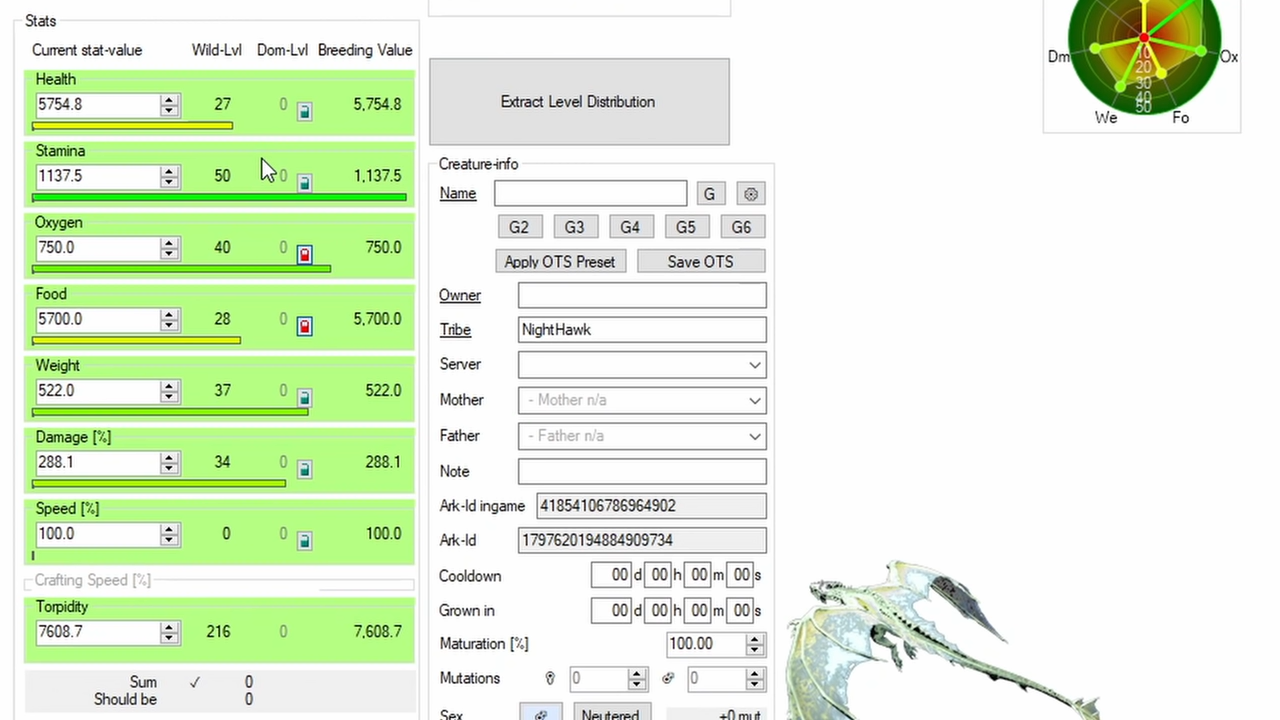 Stats
Current stat-value Wild-Lvl Dom-Lvl Breeding Value
Health
5754.8 27 0 5,754.8
Stamina
1137.5 50 0 1,137.5
Oxygen
750.0 40 0 750.0
Food
5700.0 28 0 5,700.0
Weight
522.0 37 0 522.0
Damage [%]
288.1 34 0 288.1
Speed [%]
100.0 0 0 100.0
Crafting Speed [%]
Torpidity
7608.7 216 0 7,608.7
Sum ✓ 0
Should be 0
Extract Level Distribution
Creature-info
Name G
G2 G3 G4 G5 G6
Apply OTS Preset Save OTS
Owner
Tribe NightHawk
Server
Mother - Mother n/a
Father - Father n/a
Note
Ark-Id ingame 41854106786964902
Ark-Id 1797620194884909734
Cooldown 00 d 00 h 00 m 00 s
Grown in 00 d 00 h 00 m 00 s
Maturation [%] 100.00
Mutations 0 0
Sex Neutered +0 mut
Dm Ox
10
20
30
40
50
We Fo